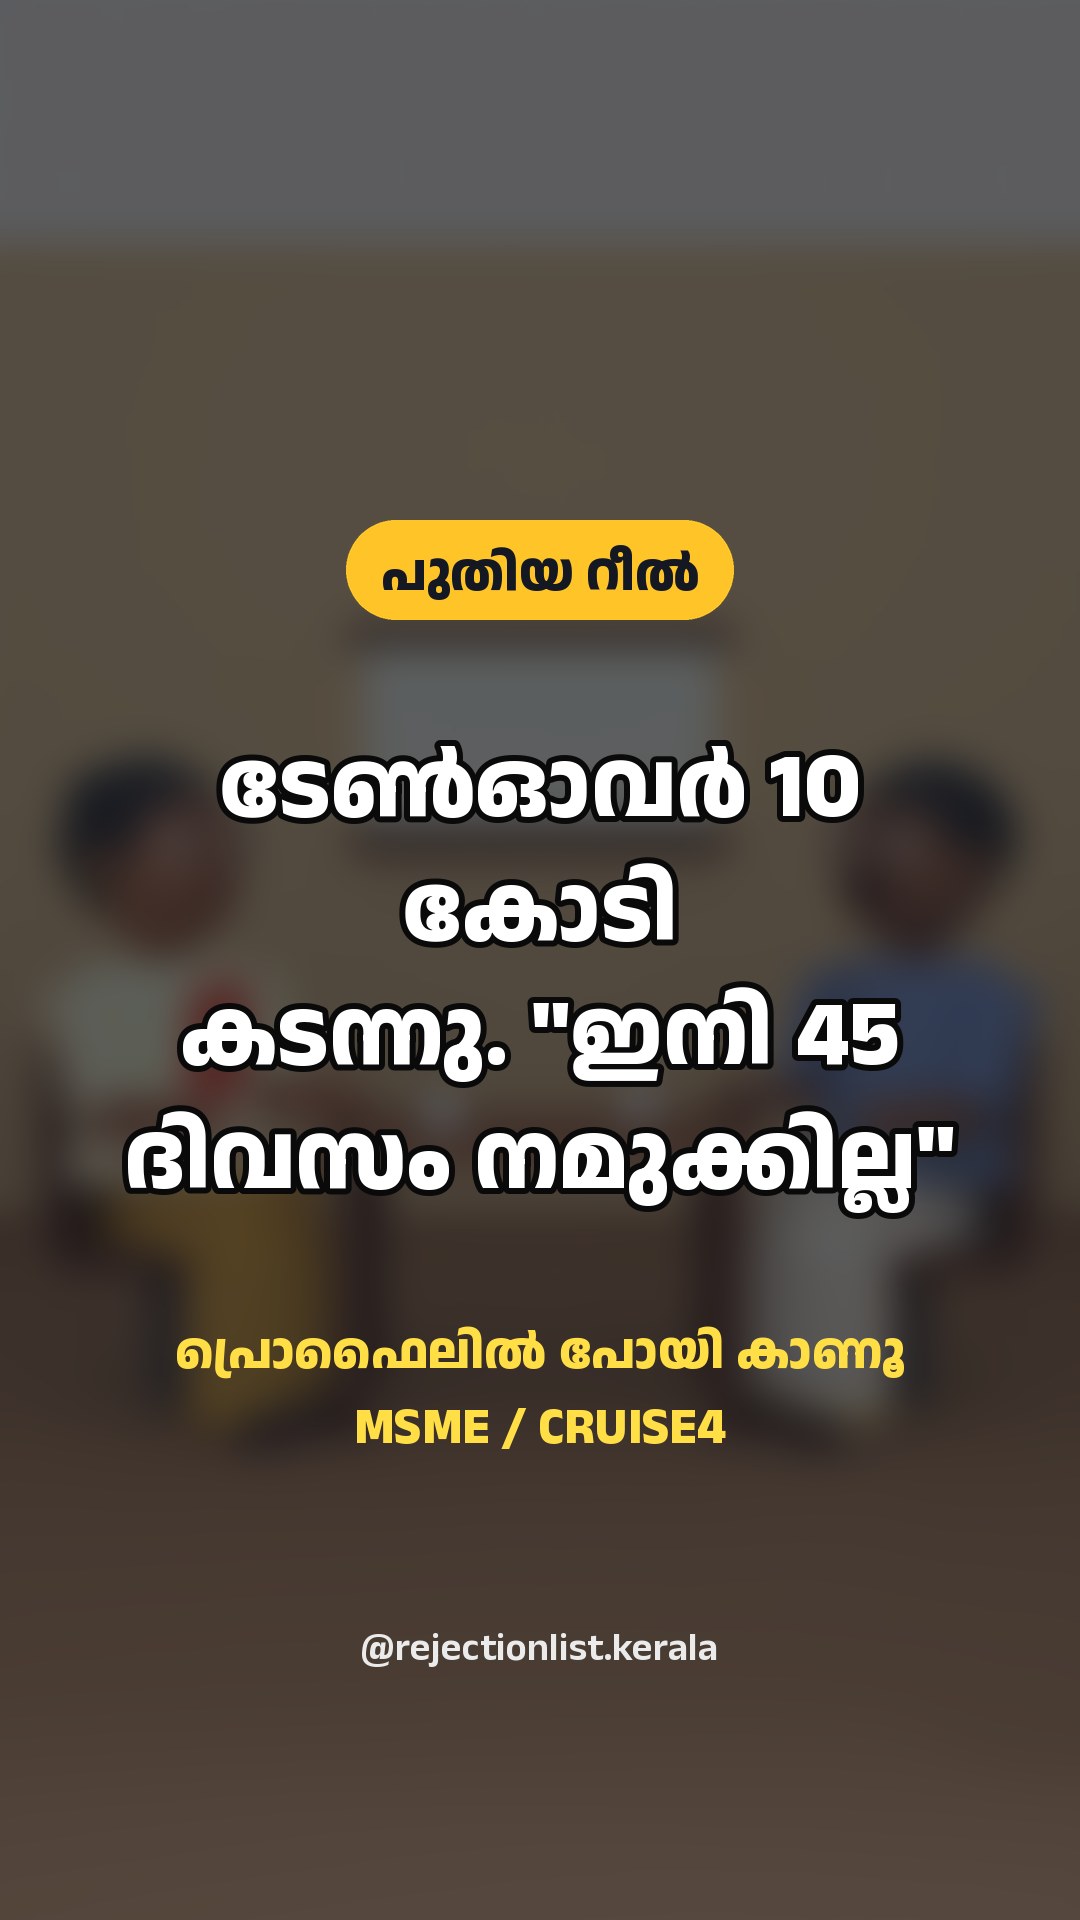 പുതിയ റീൽ
ടേൺഓവർ 10
കോടി
കടന്നു. "ഇനി 45
ദിവസം നമുക്കില്ല"
പ്രൊഫൈലിൽ പോയി കാണൂ
MSME / CRUISE4
@rejectionlist.kerala